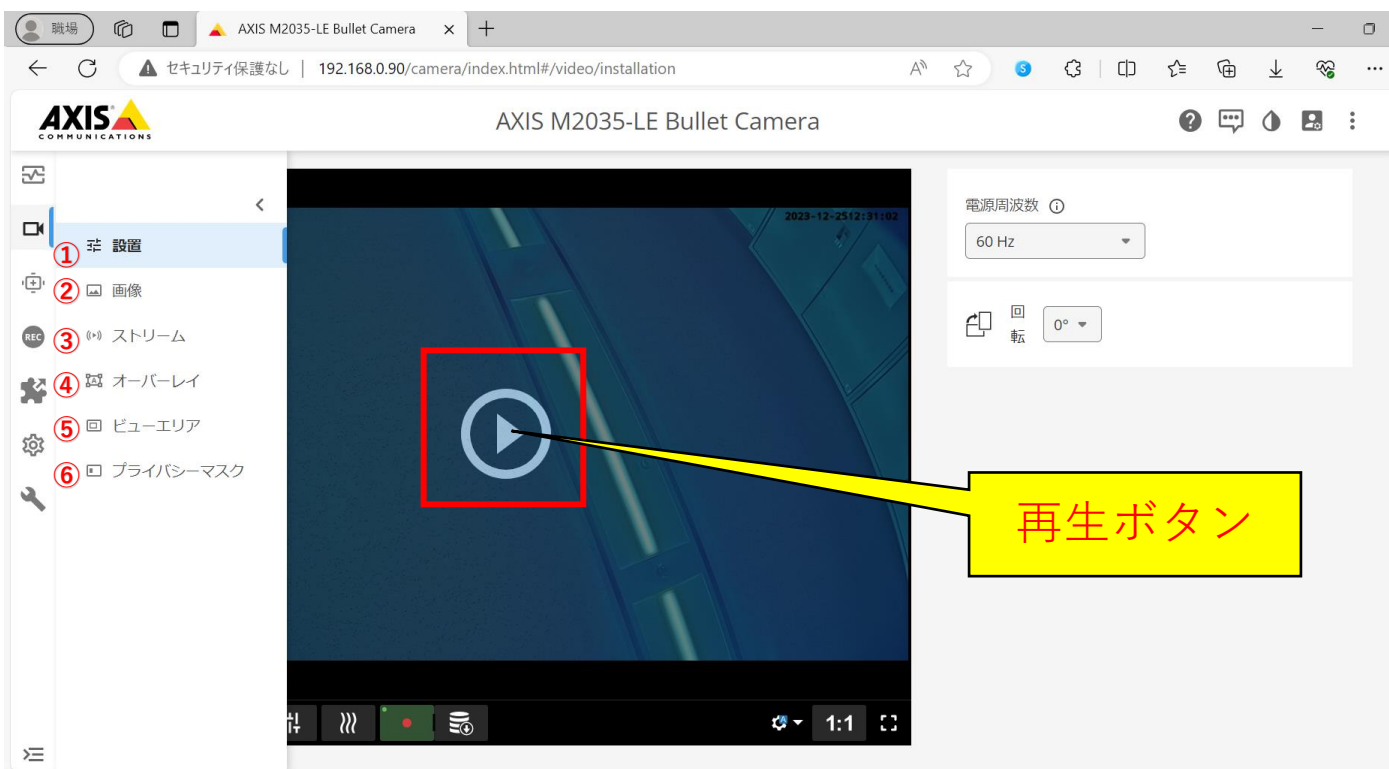 職場
AXIS M2035-LE Bullet Camera
セキュリティ保護なし | 192.168.0.90/camera/index.html#/video/installation
AXIS
COMMUNICATIONS
AXIS M2035-LE Bullet Camera
① 設置
② 画像
③ ストリーム
④ オーバーレイ
⑤ ビューエリア
⑥ プライバシーマスク
REC
2023-12-2512:31:02
電源周波数
60 Hz
回転
0°
再生ボタン
1:1